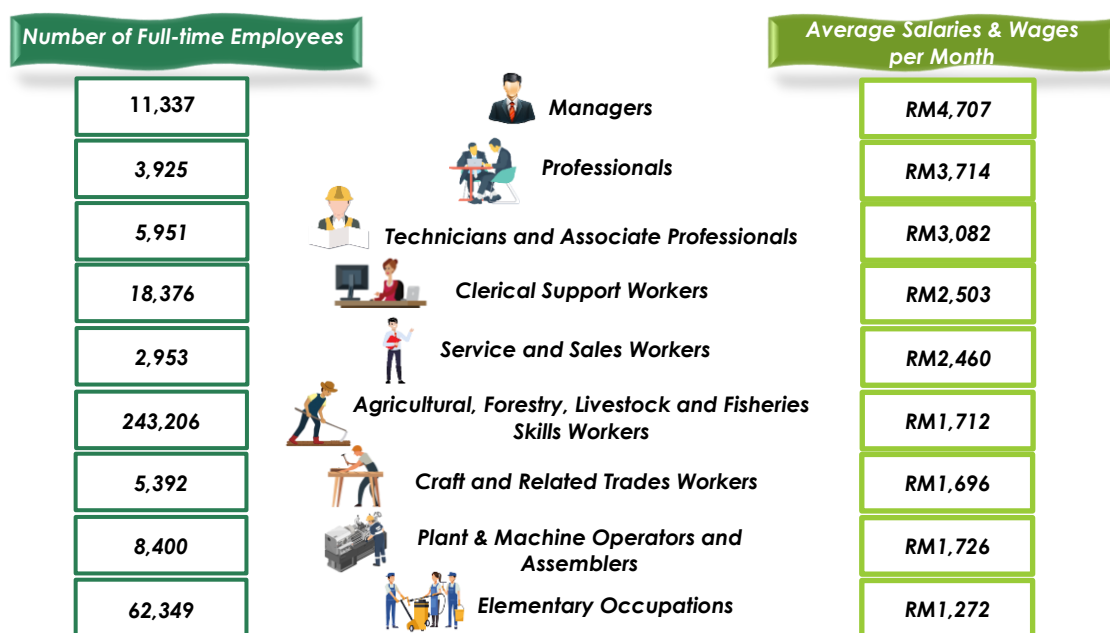 Number of Full-time Employees
Average Salaries & Wages
per Month
11,337
Managers
RM4,707
3,925
Professionals
RM3,714
5,951
Technicians and Associate Professionals
RM3,082
18,376
Clerical Support Workers
RM2,503
2,953
Service and Sales Workers
RM2,460
243,206
Agricultural, Forestry, Livestock and Fisheries
Skills Workers
RM1,712
5,392
Craft and Related Trades Workers
RM1,696
8,400
Plant & Machine Operators and
Assemblers
RM1,726
62,349
Elementary Occupations
RM1,272